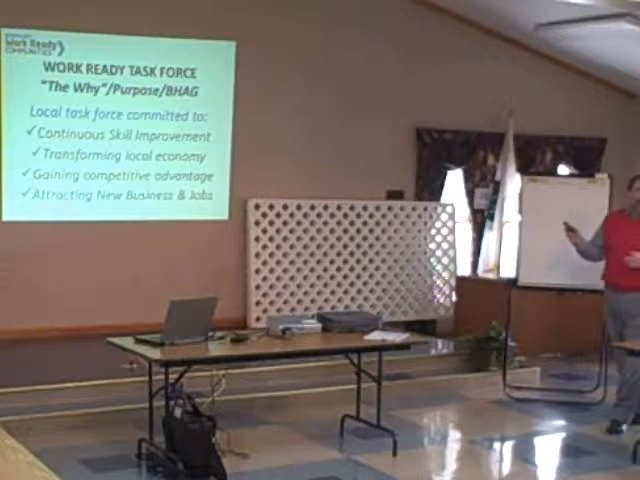 Work Ready
COMMUNITIES
WORK READY TASK FORCE
"The Why"/Purpose/BHAG
Local task force committed to:
✓Continuous Skill Improvement
✓Transforming local economy
✓Gaining competitive advantage
✓Attracting New Business & Jobs